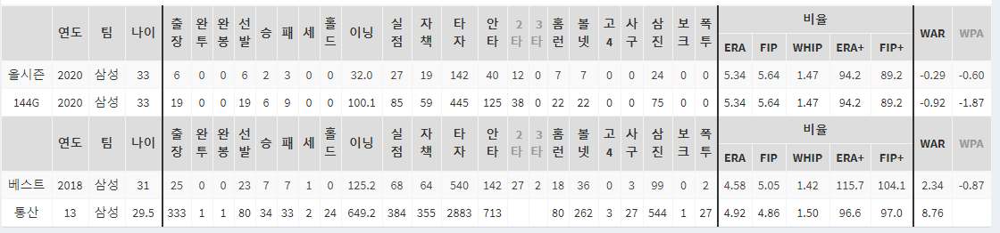 연도 팀 나이 출장 완투 완봉 선발 승 패 세 홀드 이닝 실점 자책 타자 안타 2타 3타 홈런 볼넷 고4 사구 삼진 보크 폭투 비율 WAR WPA
ERA FIP WHIP ERA+ FIP+
올시즌 2020 삼성 33 6 0 0 6 2 3 0 0 32.0 27 19 142 40 12 0 7 7 0 0 24 0 0 5.34 5.64 1.47 94.2 89.2 -0.29 -0.60
144G 2020 삼성 33 19 0 0 19 6 9 0 0 100.1 85 59 445 125 38 0 22 22 0 0 75 0 0 5.34 5.64 1.47 94.2 89.2 -0.92 -1.87
연도 팀 나이 출장 완투 완봉 선발 승 패 세 홀드 이닝 실점 자책 타자 안타 2타 3타 홈런 볼넷 고4 사구 삼진 보크 폭투 비율 WAR WPA
ERA FIP WHIP ERA+ FIP+
베스트 2018 삼성 31 25 0 0 23 7 7 1 0 125.2 68 64 540 142 27 2 18 36 0 3 99 0 2 4.58 5.05 1.42 115.7 104.1 2.34 -0.87
통산 13 삼성 29.5 333 1 1 80 34 33 2 24 649.2 384 355 2883 713 80 262 3 27 544 1 27 4.92 4.86 1.50 96.6 97.0 8.76